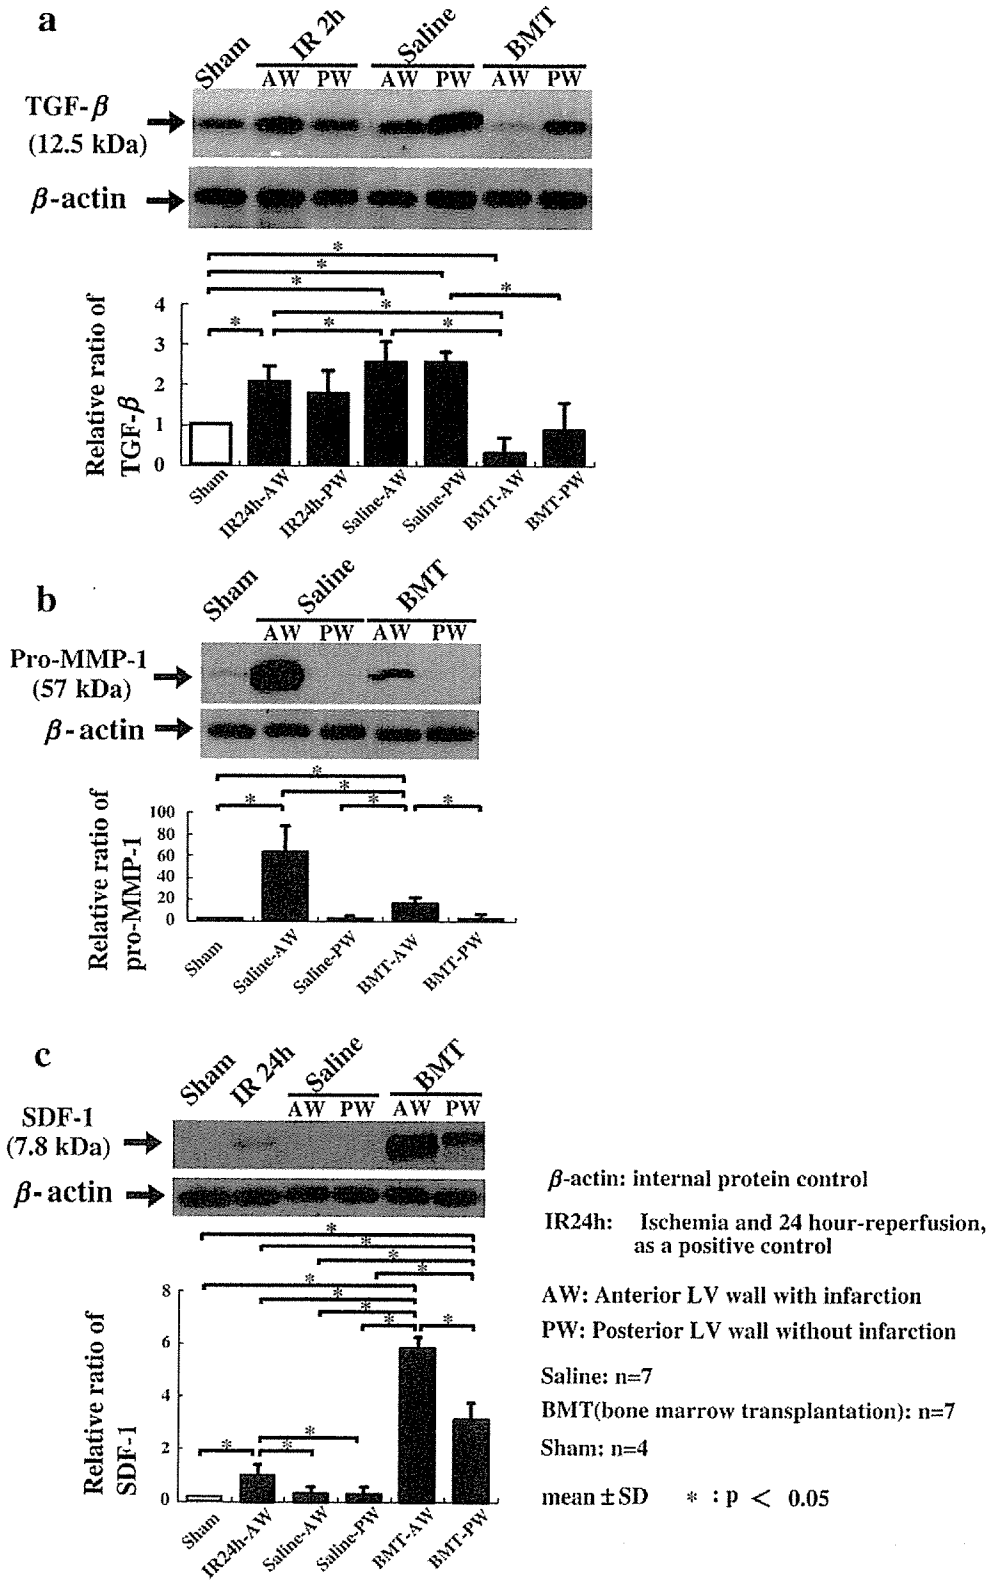 a
Sham IR 2h Saline BMT
AW PW AW PW AW PW
TGF-β
(12.5 kDa)
β-actin
* * * * * * * *
Relative ratio of
TGF-β
4
3
2
1
0
Sham IR24h-AW IR24h-PW Saline-AW Saline-PW BMT-AW BMT-PW
b
Sham Saline BMT
AW PW AW PW
Pro-MMP-1
(57 kDa)
β-actin
* * * * *
Relative ratio of
pro-MMP-1
100
80
60
40
20
0
Sham Saline-AW Saline-PW BMT-AW BMT-PW
c
Sham IR 24h Saline BMT
AW PW AW PW
SDF-1
(7.8 kDa)
β-actin
* * * * * * * * * * * *
Relative ratio of
SDF-1
8
6
4
2
0
Sham IR24h-AW Saline-AW Saline-PW BMT-AW BMT-PW
β-actin: internal protein control
IR24h: Ischemia and 24 hour-reperfusion,
as a positive control
AW: Anterior LV wall with infarction
PW: Posterior LV wall without infarction
Saline: n=7
BMT(bone marrow transplantation): n=7
Sham: n=4
mean ± SD * : p < 0.05